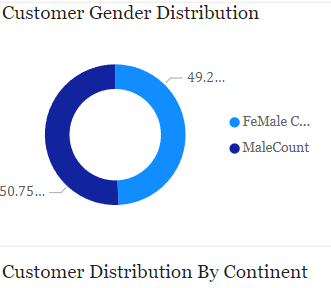 Customer Gender Distribution
49.2...
FeMale C...
MaleCount
50.75...
Customer Distribution By Continent